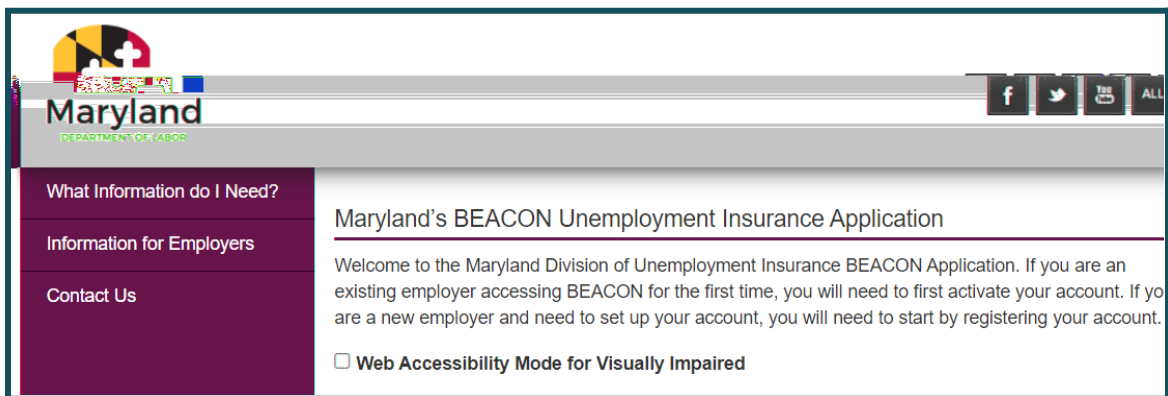 Maryland
DEPARTMENT OF LABOR
f
You
ALL
What Information do I Need?
Information for Employers
Contact Us
Maryland's BEACON Unemployment Insurance Application
Welcome to the Maryland Division of Unemployment Insurance BEACON Application. If you are an
existing employer accessing BEACON for the first time, you will need to first activate your account. If yo
are a new employer and need to set up your account, you will need to start by registering your account.
Web Accessibility Mode for Visually Impaired